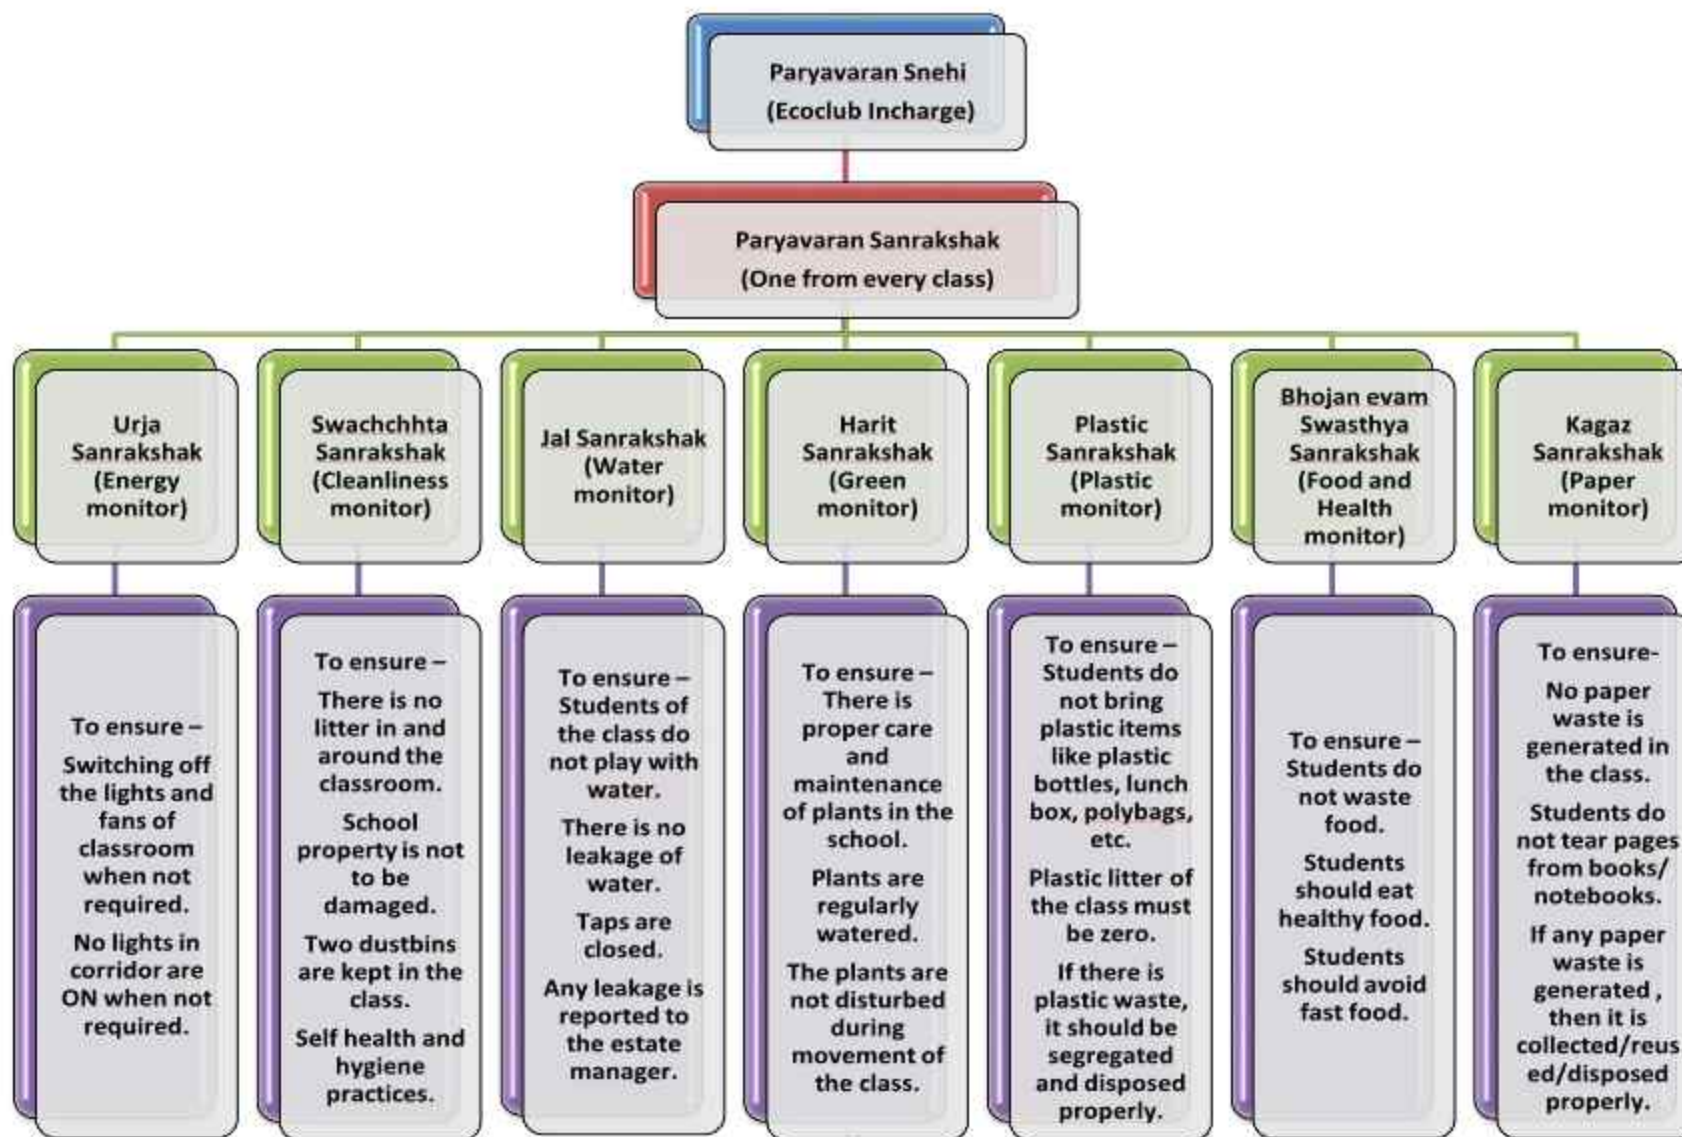 Paryavaran Snehi
(Ecoclub Incharge)
Paryavaran Sanrakshak
(One from every class)
Urja
Sanrakshak
(Energy
monitor)
Swachchhta
Sanrakshak
(Cleanliness
monitor)
Jal Sanrakshak
(Water
monitor)
Harit
Sanrakshak
(Green
monitor)
Plastic
Sanrakshak
(Plastic
monitor)
Bhojan evam
Swasthya
Sanrakshak
(Food and
Health
monitor)
Kagaz
Sanrakshak
(Paper
monitor)
To ensure –
Switching off
the lights and
fans of
classroom
when not
required.
No lights in
corridor are
ON when not
required.
To ensure –
There is no
litter in and
around the
classroom.
School
property is not
to be
damaged.
Two dustbins
are kept in the
class.
Self health and
hygiene
practices.
To ensure –
Students of
the class do
not play with
water.
There is no
leakage of
water.
Taps are
closed.
Any leakage is
reported to
the estate
manager.
To ensure –
There is
proper care
and
maintenance
of plants in the
school.
Plants are
regularly
watered.
The plants are
not disturbed
during
movement of
the class.
To ensure –
Students do
not bring
plastic items
like plastic
bottles, lunch
box, polybags,
etc.
Plastic litter of
the class must
be zero.
If there is
plastic waste,
it should be
segregated
and disposed
properly.
To ensure –
Students do
not waste
food.
Students
should eat
healthy food.
Students
should avoid
fast food.
To ensure-
No paper
waste is
generated in
the class.
Students do
not tear pages
from books/
notebooks.
If any paper
waste is
generated ,
then it is
collected/reus
ed/disposed
properly.